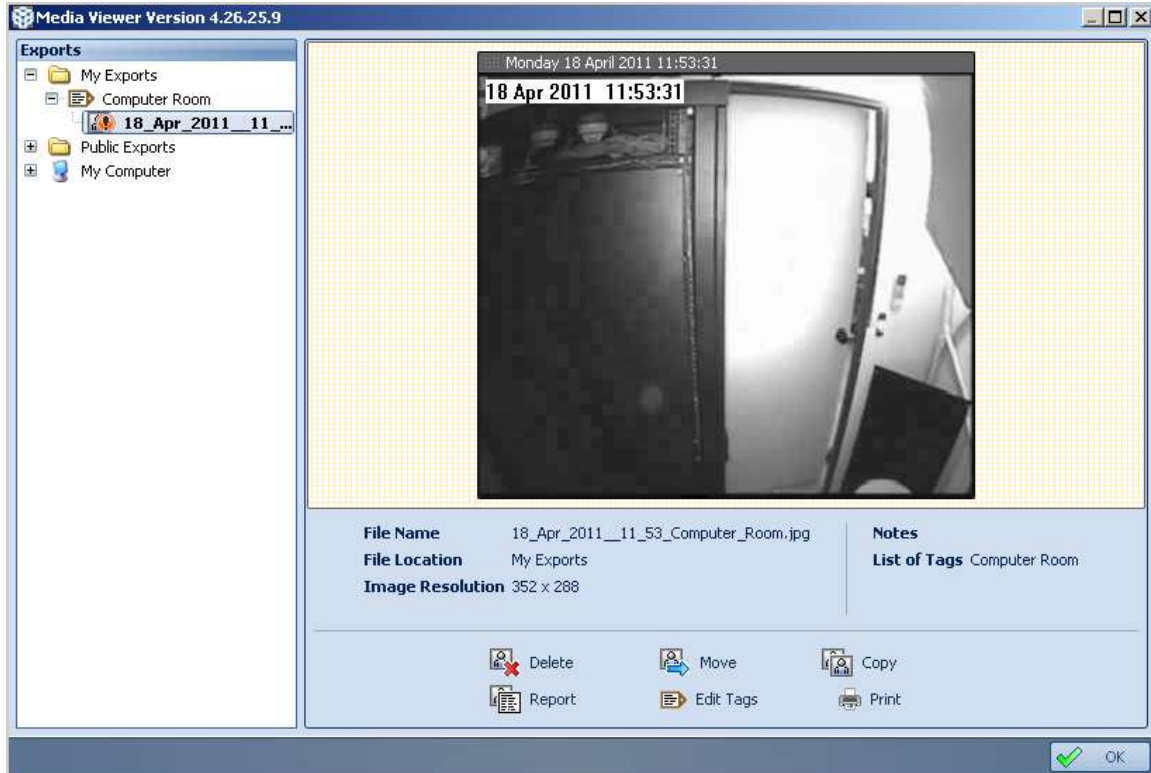 Media Viewer Version 4.26.25.9
Exports
My Exports
Computer Room
18_Apr_2011__11_...
Public Exports
My Computer
Monday 18 April 2011 11:53:31
18 Apr 2011 11:53:31
File Name 18_Apr_2011__11_53_Computer_Room.jpg
File Location My Exports
Image Resolution 352 x 288
Notes
List of Tags Computer Room
Delete Move Copy
Report Edit Tags Print
OK